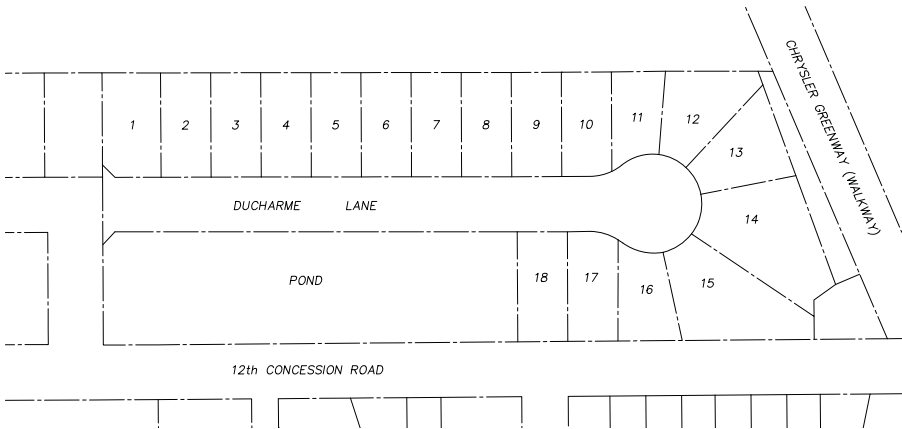 CHRYSLER GREENWAY (WALKWAY)
1 2 3 4 5 6 7 8 9 10 11 12
13
DUCHARME LANE
14
POND
18 17 16 15
12th CONCESSION ROAD